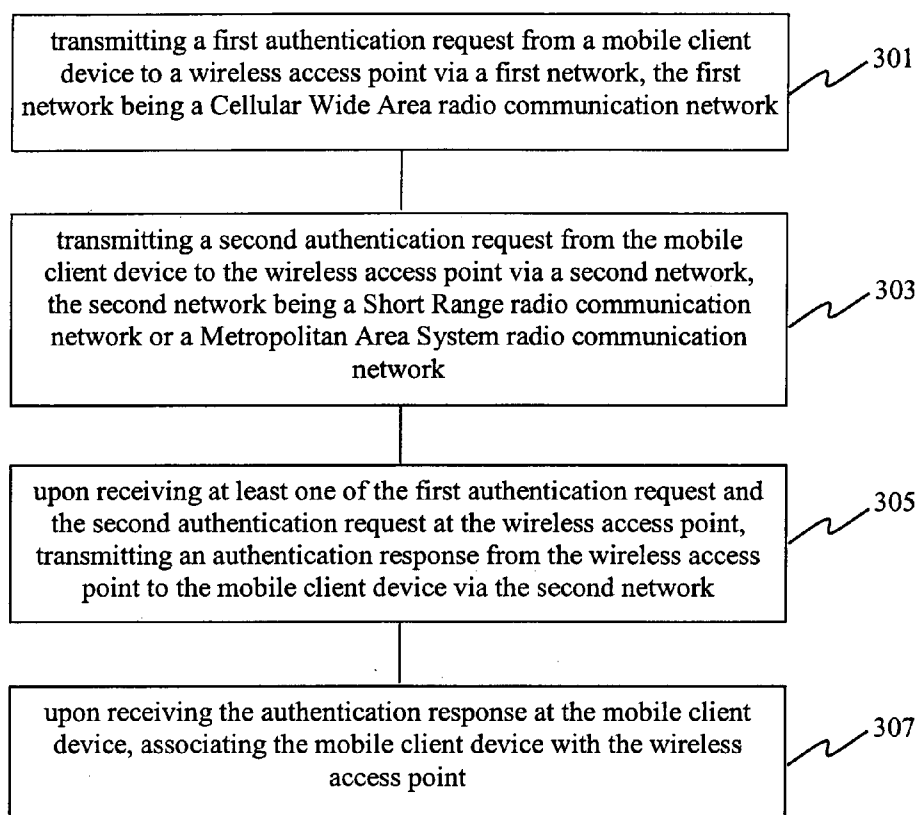 transmitting a first authentication request from a mobile client
device to a wireless access point via a first network, the first
network being a Cellular Wide Area radio communication network
301
transmitting a second authentication request from the mobile
client device to the wireless access point via a second network,
the second network being a Short Range radio communication
network or a Metropolitan Area System radio communication
network
303
upon receiving at least one of the first authentication request and
the second authentication request at the wireless access point,
transmitting an authentication response from the wireless access
point to the mobile client device via the second network
305
upon receiving the authentication response at the mobile client
device, associating the mobile client device with the wireless
access point
307